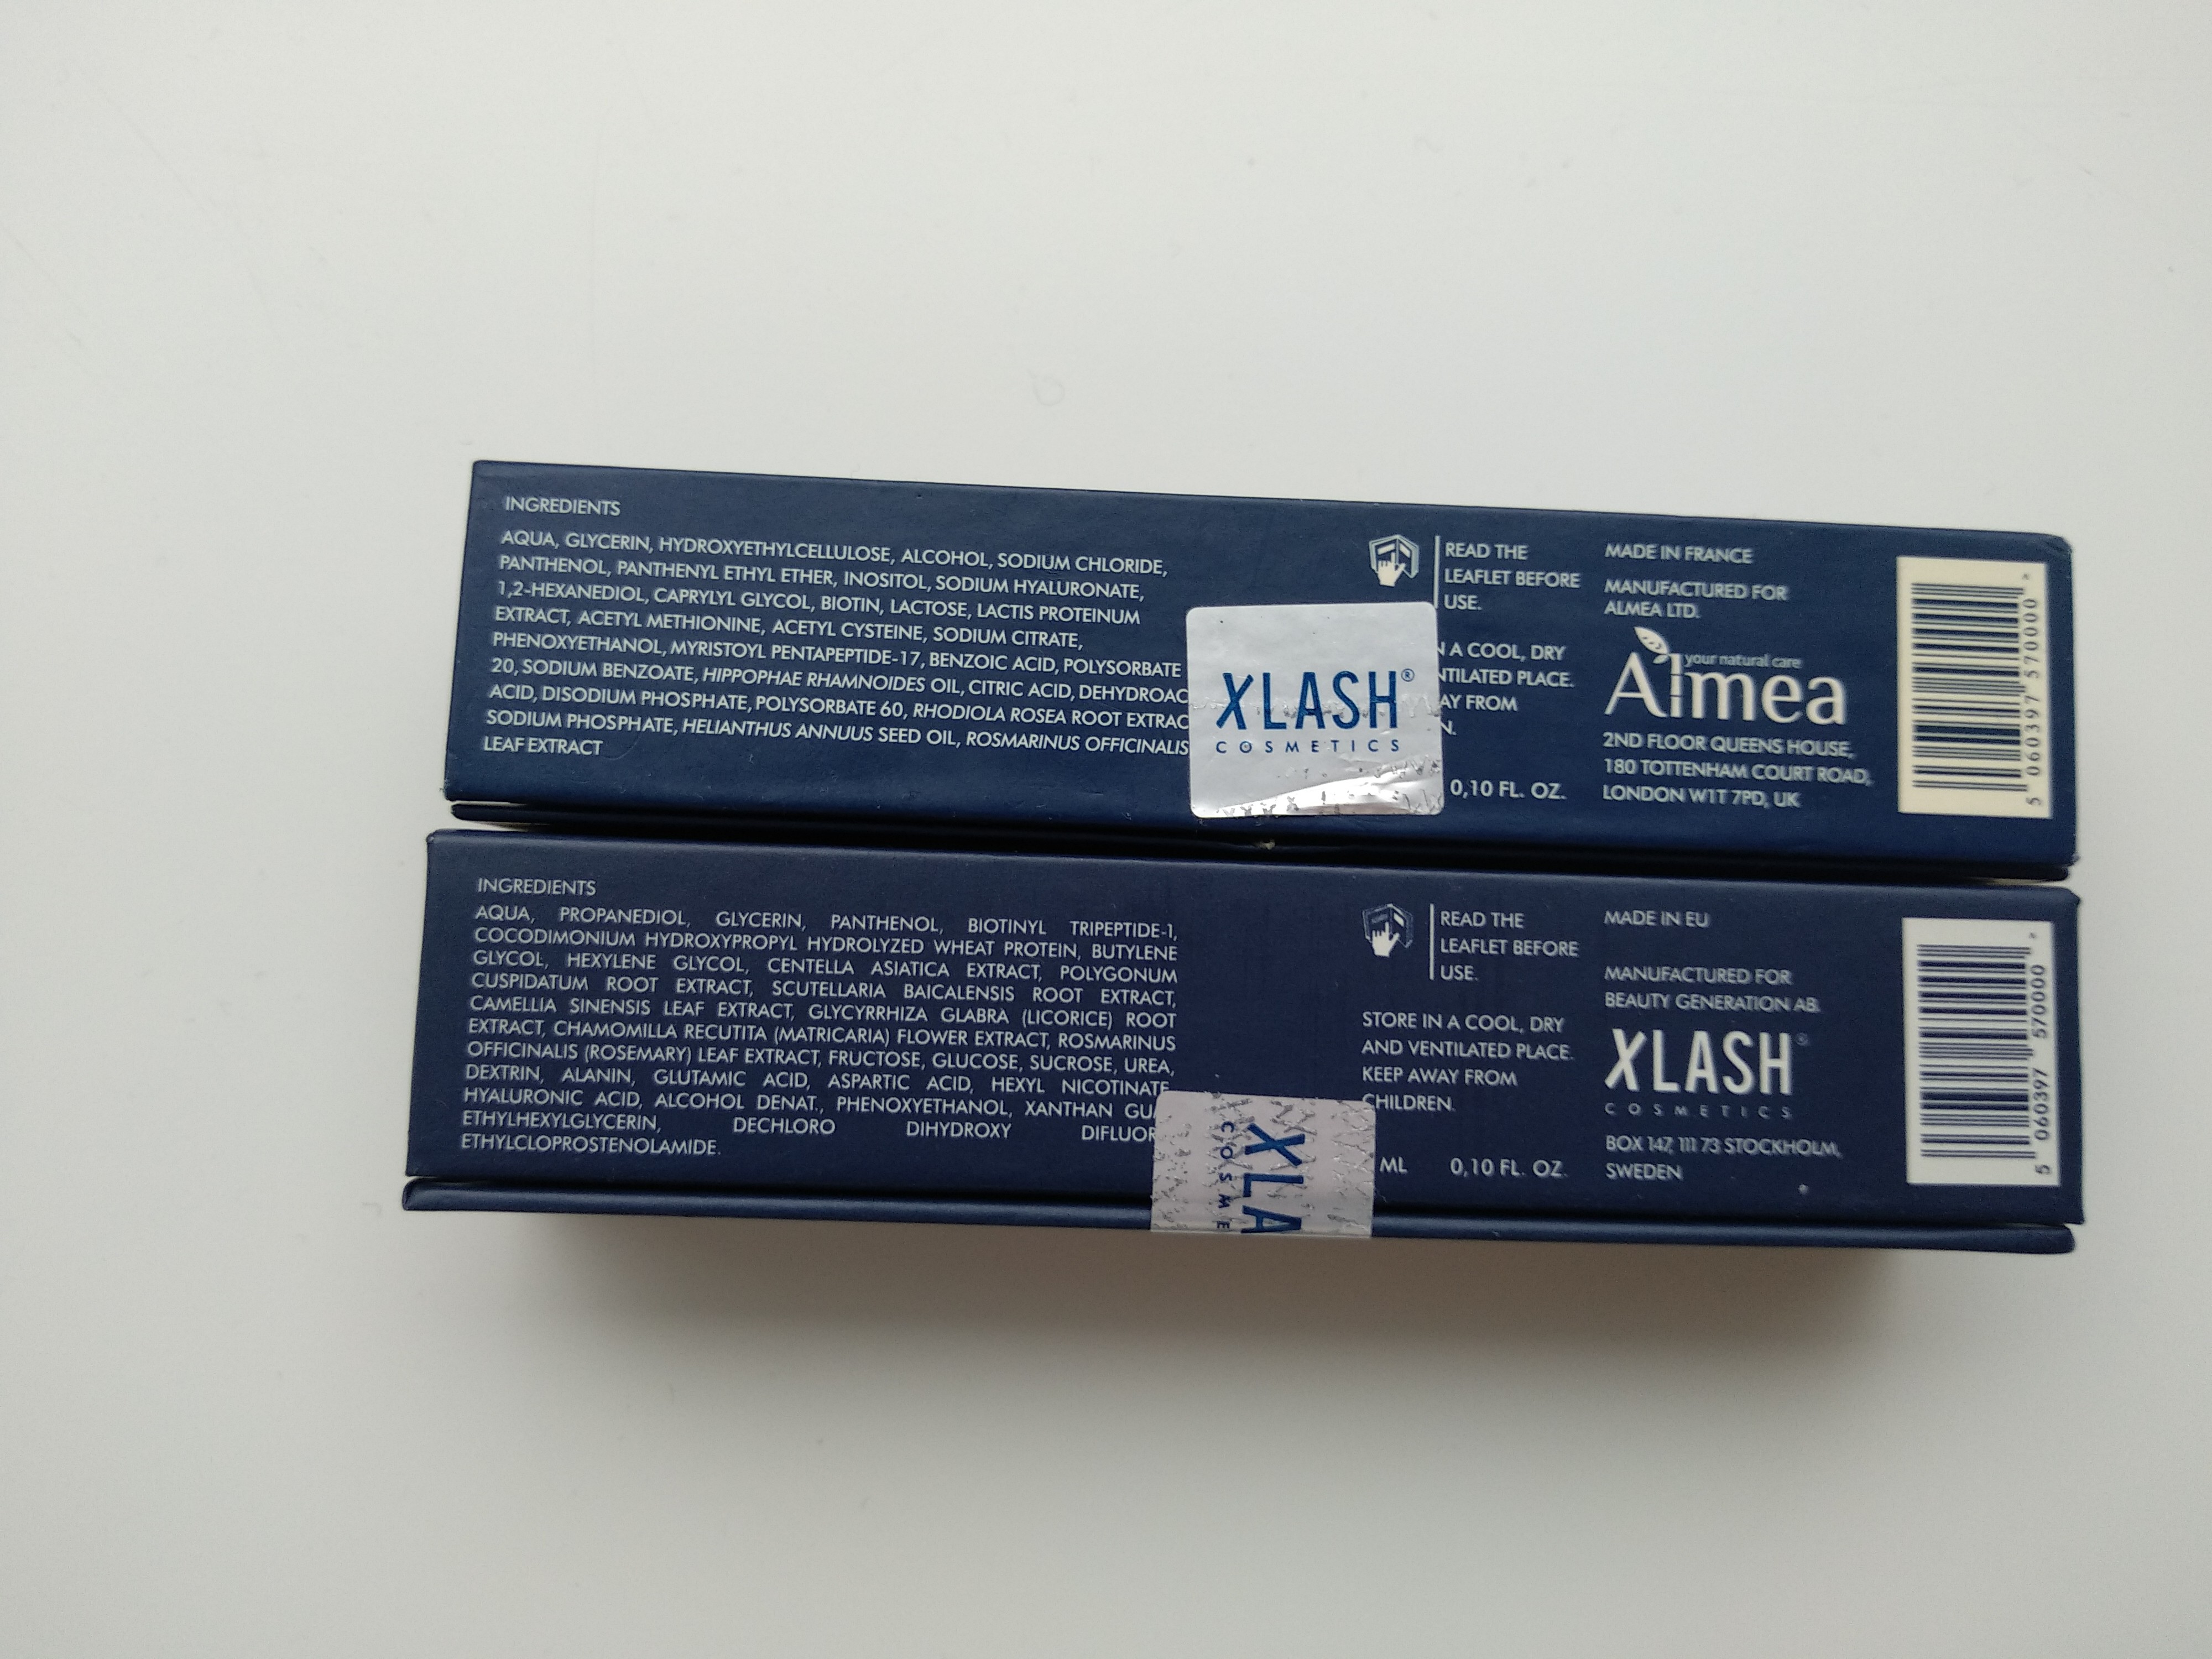 INGREDIENTS
AQUA, GLYCERIN, HYDROXYETHYLCELLULOSE, ALCOHOL, SODIUM CHLORIDE,
PANTHENOL, PANTHENYL ETHYL ETHER, INOSITOL, SODIUM HYALURONATE,
1,2-HEXANEDIOL, CAPRYLYL GLYCOL, BIOTIN, LACTOSE, LACTIS PROTEINUM
EXTRACT, ACETYL METHIONINE, ACETYL CYSTEINE, SODIUM CITRATE,
PHENOXYETHANOL, MYRISTOYL PENTAPEPTIDE-17, BENZOIC ACID, POLYSORBATE
20, SODIUM BENZOATE, HIPPOPHAE RHAMNOIDES OIL, CITRIC ACID, DEHYDROAC
ACID, DISODIUM PHOSPHATE, POLYSORBATE 60, RHODIOLA ROSEA ROOT EXTRAC
SODIUM PHOSPHATE, HELIANTHUS ANNUUS SEED OIL, ROSMARINUS OFFICINALIS
LEAF EXTRACT
XLASH®
COSMETICS
READ THE
LEAFLET BEFORE
USE.
N A COOL, DRY
NTILATED PLACE.
AY FROM
N.
0,10 FL. OZ.
MADE IN FRANCE
MANUFACTURED FOR
ALMEA LTD.
your natural care
Almea
2ND FLOOR QUEENS HOUSE,
180 TOTTENHAM COURT ROAD,
LONDON W1T 7PD, UK
5 060397 570000 >
INGREDIENTS
AQUA, PROPANEDIOL, GLYCERIN, PANTHENOL, BIOTINYL TRIPEPTIDE-1,
COCODIMONIUM HYDROXYPROPYL HYDROLYZED WHEAT PROTEIN, BUTYLENE
GLYCOL, HEXYLENE GLYCOL, CENTELLA ASIATICA EXTRACT, POLYGONUM
CUSPIDATUM ROOT EXTRACT, SCUTELLARIA BAICALENSIS ROOT EXTRACT,
CAMELLIA SINENSIS LEAF EXTRACT, GLYCYRRHIZA GLABRA (LICORICE) ROOT
EXTRACT, CHAMOMILLA RECUTITA (MATRICARIA) FLOWER EXTRACT, ROSMARINUS
OFFICINALIS (ROSEMARY) LEAF EXTRACT, FRUCTOSE, GLUCOSE, SUCROSE, UREA,
DEXTRIN, ALANIN, GLUTAMIC ACID, ASPARTIC ACID, HEXYL NICOTINATE,
HYALURONIC ACID, ALCOHOL DENAT., PHENOXYETHANOL, XANTHAN GU
ETHYLHEXYLGLYCERIN, DECHLORO DIHYDROXY DIFLUOR
ETHYLCLOPROSTENOLAMIDE.
XLA
COSME
READ THE
LEAFLET BEFORE
USE.
STORE IN A COOL, DRY
AND VENTILATED PLACE.
KEEP AWAY FROM
CHILDREN.
ML 0,10 FL. OZ.
MADE IN EU
MANUFACTURED FOR
BEAUTY GENERATION AB.
XLASH®
COSMETICS
BOX 147, 111 73 STOCKHOLM,
SWEDEN
5 060397 570000 >